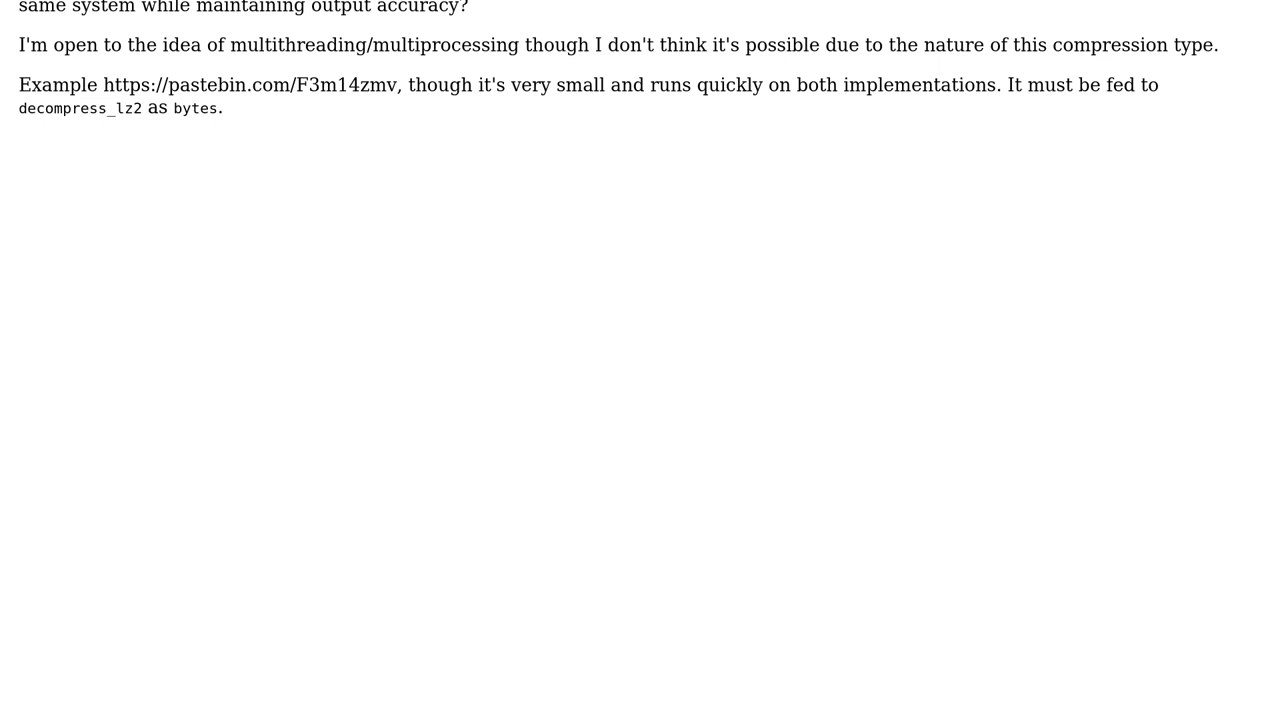 same system while maintaining output accuracy?
I'm open to the idea of multithreading/multiprocessing though I don't think it's possible due to the nature of this compression type.
Example https://pastebin.com/F3m14zmv, though it's very small and runs quickly on both implementations. It must be fed to
decompress_lz2 as bytes.